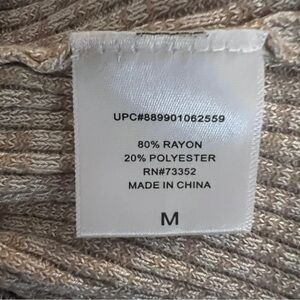 UPC#889901062559
80% RAYON
20% POLYESTER
RN#73352
MADE IN CHINA
M